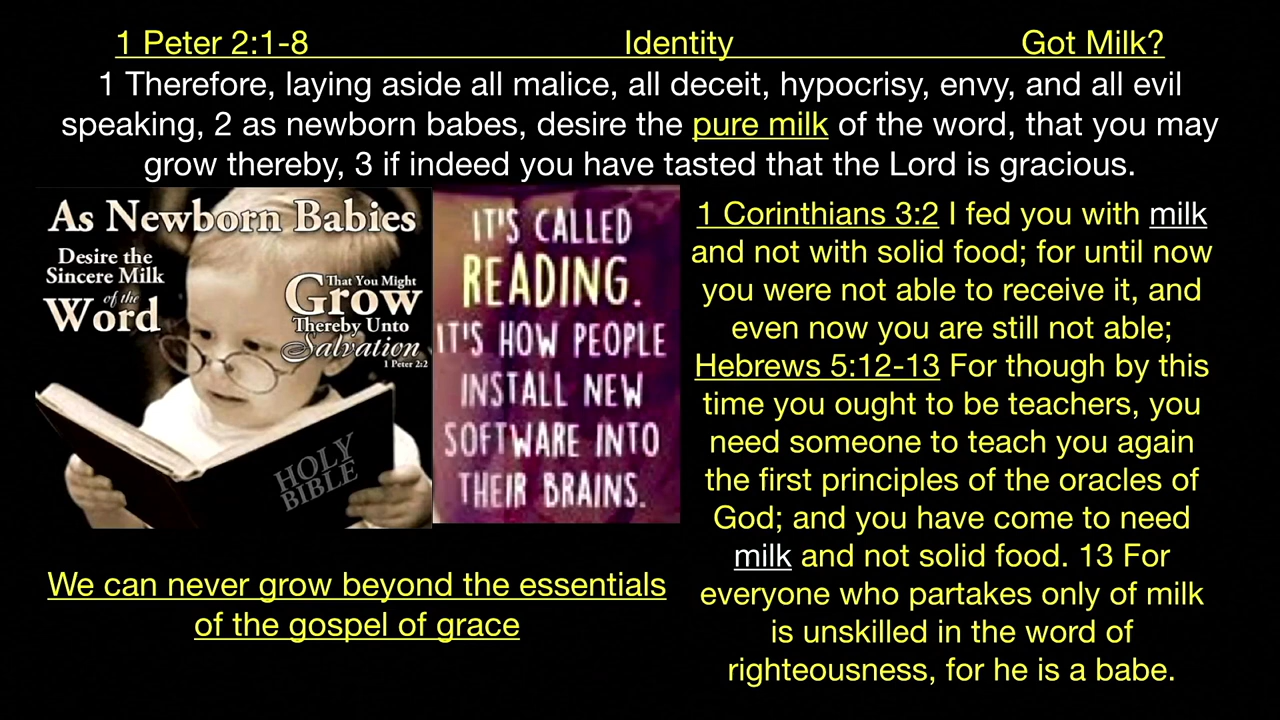 1 Peter 2:1-8 Identity Got Milk?
1 Therefore, laying aside all malice, all deceit, hypocrisy, envy, and all evil
speaking, 2 as newborn babes, desire the pure milk of the word, that you may
grow thereby, 3 if indeed you have tasted that the Lord is gracious.
As Newborn Babies
Desire the
Sincere Milk
of the
Word
That You Might
Grow
Thereby Unto
Salvation
1 Peter 2:2
HOLY
BIBLE
IT'S CALLED
READING.
IT'S HOW PEOPLE
INSTALL NEW
SOFTWARE INTO
THEIR BRAINS.
1 Corinthians 3:2 I fed you with milk
and not with solid food; for until now
you were not able to receive it, and
even now you are still not able;
Hebrews 5:12-13 For though by this
time you ought to be teachers, you
need someone to teach you again
the first principles of the oracles of
God; and you have come to need
milk and not solid food. 13 For
everyone who partakes only of milk
is unskilled in the word of
righteousness, for he is a babe.
We can never grow beyond the essentials
of the gospel of grace